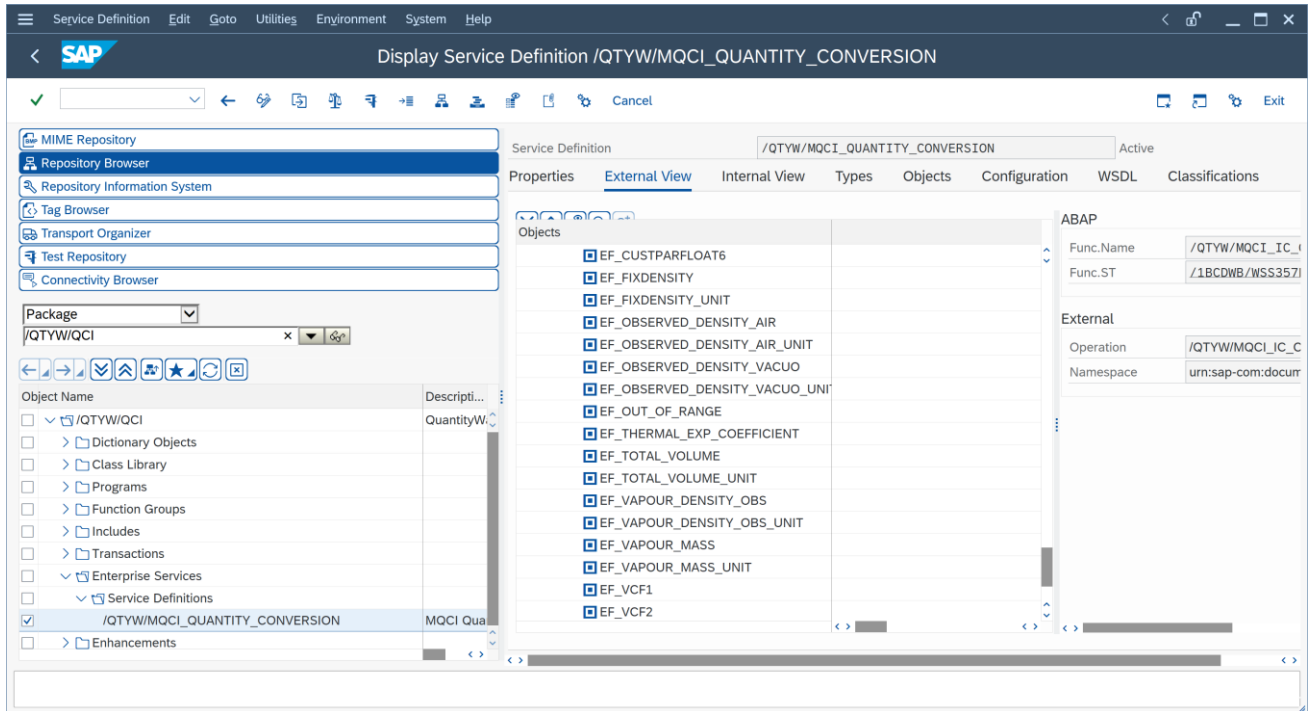 Service Definition Edit Goto Utilities Environment System Help
SAP
Display Service Definition /QTYW/MQCI_QUANTITY_CONVERSION
Cancel
Exit
MIME Repository
Repository Browser
Repository Information System
Tag Browser
Transport Organizer
Test Repository
Connectivity Browser
Package
/QTYW/QCI
Object Name Descripti...
/QTYW/QCI QuantityWa
Dictionary Objects
Class Library
Programs
Function Groups
Includes
Transactions
Enterprise Services
Service Definitions
/QTYW/MQCI_QUANTITY_CONVERSION MQCI Qua
Enhancements
Service Definition /QTYW/MQCI_QUANTITY_CONVERSION Active
Properties External View Internal View Types Objects Configuration WSDL Classifications
Objects
EF_CUSTPARFLOAT6
EF_FIXDENSITY
EF_FIXDENSITY_UNIT
EF_OBSERVED_DENSITY_AIR
EF_OBSERVED_DENSITY_AIR_UNIT
EF_OBSERVED_DENSITY_VACUO
EF_OBSERVED_DENSITY_VACUO_UNI
EF_OUT_OF_RANGE
EF_THERMAL_EXP_COEFFICIENT
EF_TOTAL_VOLUME
EF_TOTAL_VOLUME_UNIT
EF_VAPOUR_DENSITY_OBS
EF_VAPOUR_DENSITY_OBS_UNIT
EF_VAPOUR_MASS
EF_VAPOUR_MASS_UNIT
EF_VCF1
EF_VCF2
ABAP
Func.Name /QTYW/MQCI_IC_
Func.ST /1BCDWB/WSS357
External
Operation /QTYW/MQCI_IC_C
Namespace urn:sap-com:docum